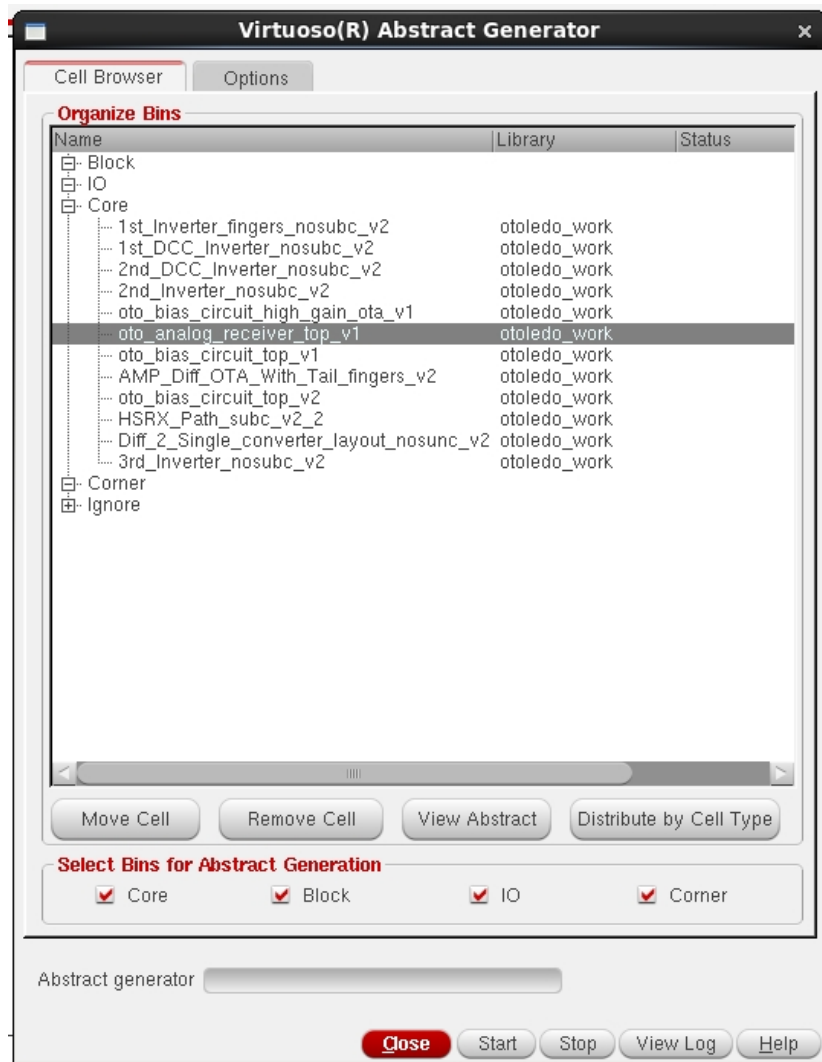 Virtuoso(R) Abstract Generator
Cell Browser Options
Organize Bins
Name Library Status
Block
IO
Core
1st_Inverter_fingers_nosubc_v2 otoledo_work
1st_DCC_Inverter_nosubc_v2 otoledo_work
2nd_DCC_Inverter_nosubc_v2 otoledo_work
2nd_Inverter_nosubc_v2 otoledo_work
oto_bias_circuit_high_gain_ota_v1 otoledo_work
oto_analog_receiver_top_v1 otoledo_work
oto_bias_circuit_top_v1 otoledo_work
AMP_Diff_OTA_With_Tail_fingers_v2 otoledo_work
oto_bias_circuit_top_v2 otoledo_work
HSRX_Path_subc_v2_2 otoledo_work
Diff_2_Single_converter_layout_nosunc_v2 otoledo_work
3rd_Inverter_nosubc_v2 otoledo_work
Corner
Ignore
Move Cell Remove Cell View Abstract Distribute by Cell Type
Select Bins for Abstract Generation
Core Block IO Corner
Abstract generator
Close Start Stop View Log Help